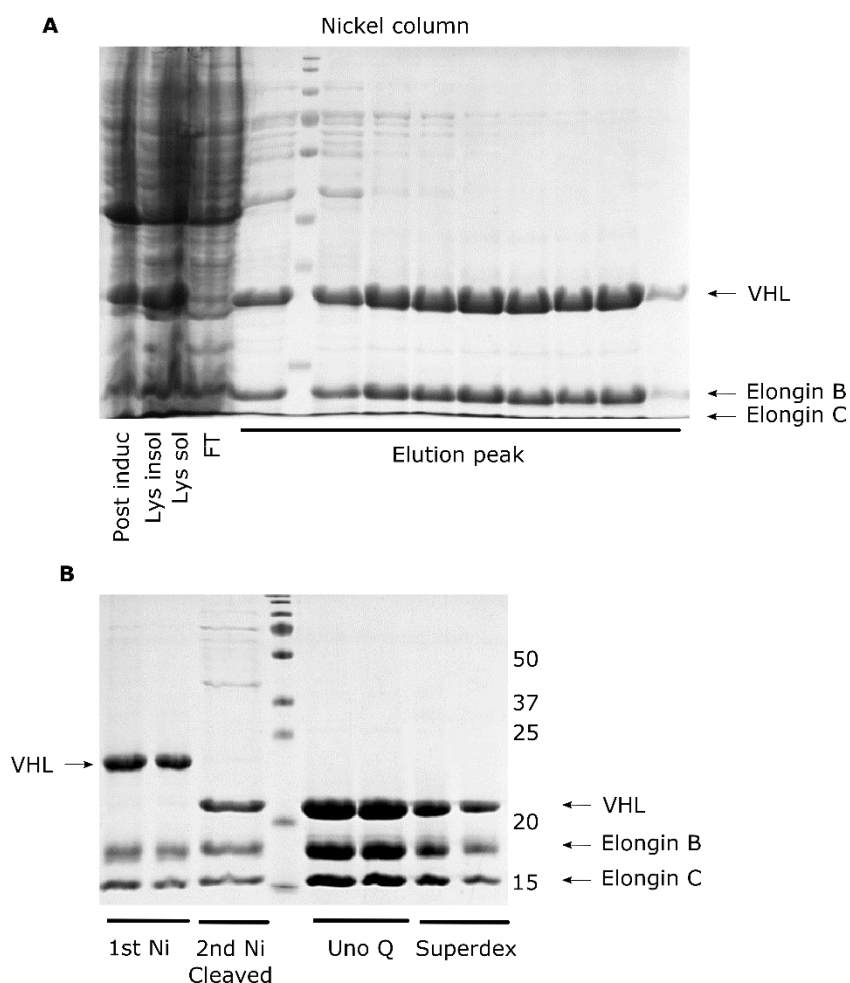 A
Nickel column
VHL
Elongin B
Elongin C
Post induc
Lys insol
Lys sol
FT
Elution peak
B
50
37
25
VHL
VHL
20
Elongin B
Elongin C
15
1st Ni
2nd Ni
Cleaved
Uno Q
Superdex